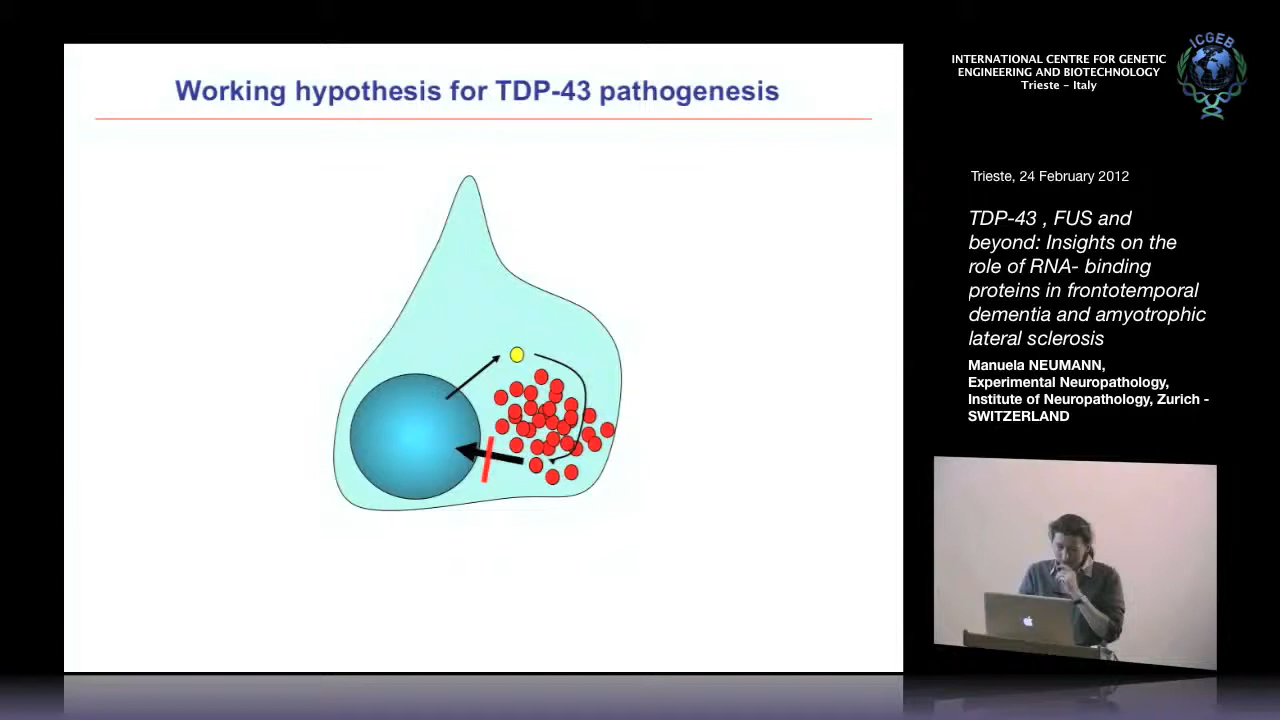 Working hypothesis for TDP-43 pathogenesis
INTERNATIONAL CENTRE FOR GENETIC
ENGINEERING AND BIOTECHNOLOGY
Trieste - Italy
ICGEB
Trieste, 24 February 2012
TDP-43 , FUS and
beyond: Insights on the
role of RNA- binding
proteins in frontotemporal
dementia and amyotrophic
lateral sclerosis
Manuela NEUMANN,
Experimental Neuropathology,
Institute of Neuropathology, Zurich -
SWITZERLAND